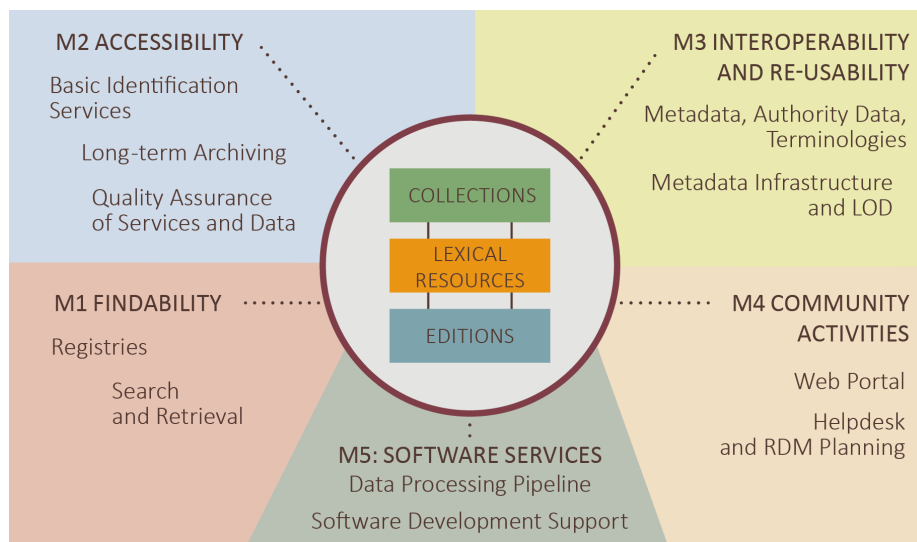 M2 ACCESSIBILITY
Basic Identification
Services
Long-term Archiving
Quality Assurance
of Services and Data
M3 INTEROPERABILITY
AND RE-USABILITY
Metadata, Authority Data,
Terminologies
Metadata Infrastructure
and LOD
COLLECTIONS
LEXICAL
RESOURCES
EDITIONS
M1 FINDABILITY
Registries
Search
and Retrieval
M4 COMMUNITY
ACTIVITIES
Web Portal
Helpdesk
and RDM Planning
M5: SOFTWARE SERVICES
Data Processing Pipeline
Software Development Support